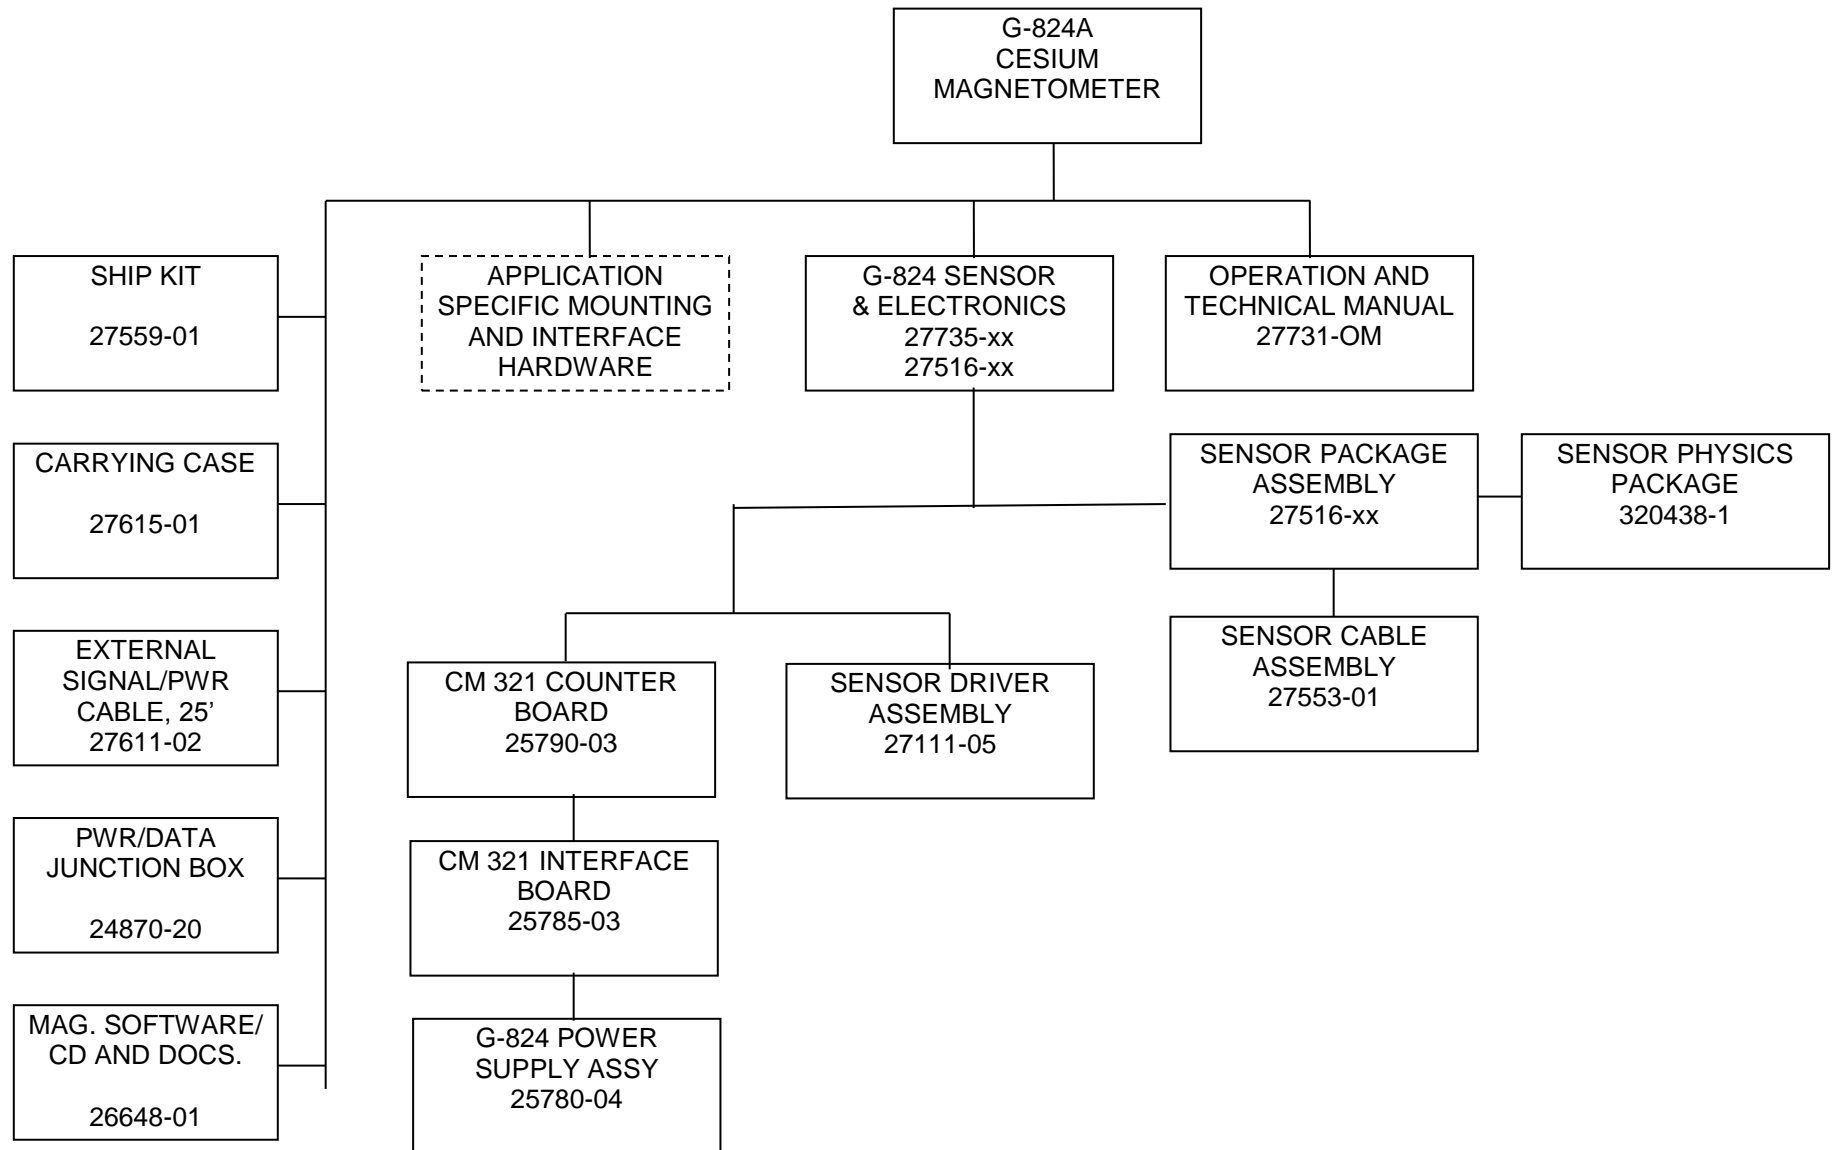 G-824A
CESIUM
MAGNETOMETER
SHIP KIT
27559-01
APPLICATION
SPECIFIC MOUNTING
AND INTERFACE
HARDWARE
G-824 SENSOR
& ELECTRONICS
27735-xx
27516-xx
OPERATION AND
TECHNICAL MANUAL
27731-OM
CARRYING CASE
27615-01
SENSOR PACKAGE
ASSEMBLY
27516-xx
SENSOR PHYSICS
PACKAGE
320438-1
EXTERNAL
SIGNAL/PWR
CABLE, 25’
27611-02
CM 321 COUNTER
BOARD
25790-03
SENSOR DRIVER
ASSEMBLY
27111-05
SENSOR CABLE
ASSEMBLY
27553-01
PWR/DATA
JUNCTION BOX
24870-20
CM 321 INTERFACE
BOARD
25785-03
MAG. SOFTWARE/
CD AND DOCS.
26648-01
G-824 POWER
SUPPLY ASSY
25780-04